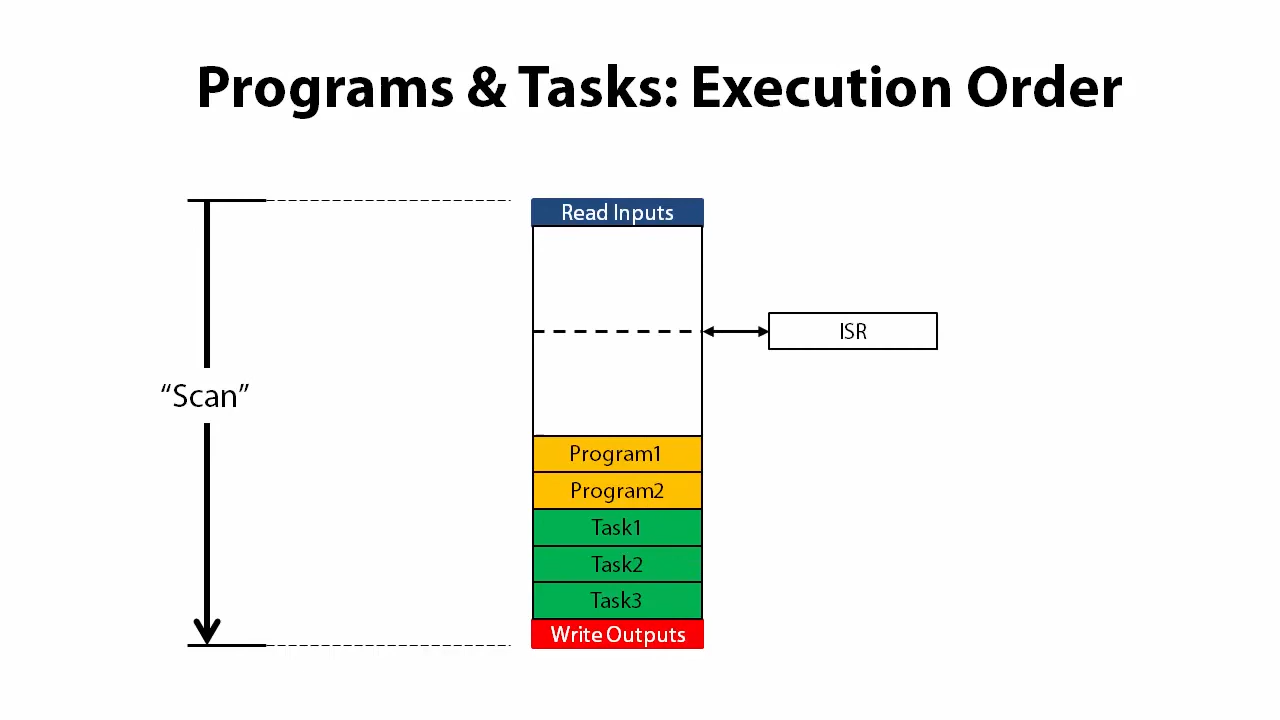 Programs & Tasks: Execution Order
Read Inputs
ISR
“Scan”
Program1
Program2
Task1
Task2
Task3
Write Outputs